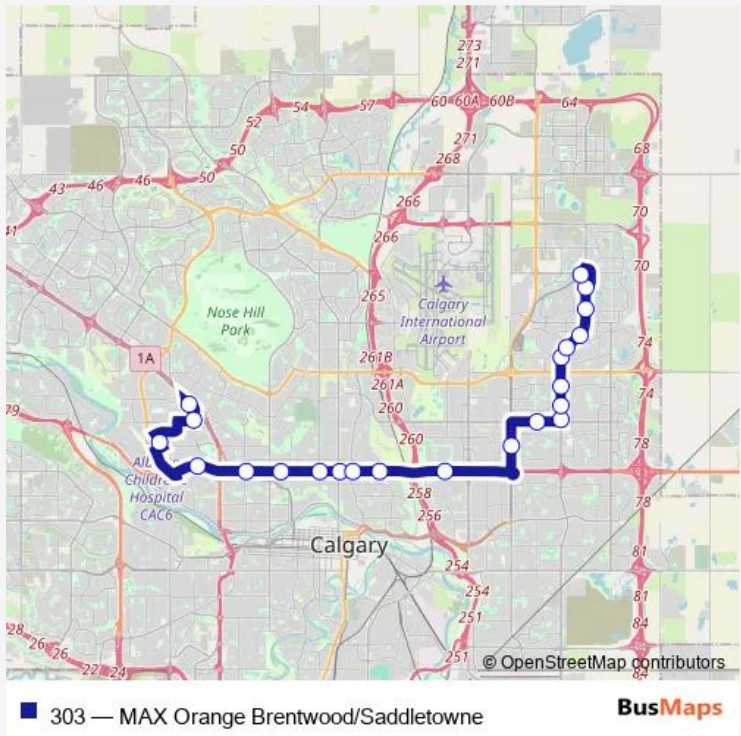 273
271
54
57
60
60A
60B
64
52
271
50
68
268
43
46
46
50
266
70
41
266
70
Calgary
International
Airport
265
Nose Hill
Park
74
261B
1A
261A
74
260
79
260
78
Children's
Hospital
CAC6
258
78
256
Calgary
254
81
254
81
251
28
26
26
84
22
24
251
84
© OpenStreetMap contributors
303 — MAX Orange Brentwood/Saddletowne
BusMaps